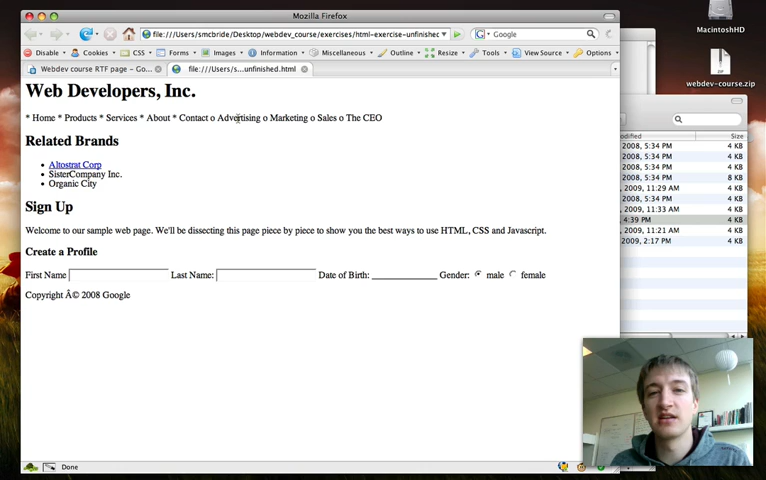 Mozilla Firefox
MacintoshHD
file:///Users/smcbride/Desktop/webdev_course/exercises/html-exercise-unfinished
Google
Disable Cookies CSS Forms Images Information Miscellaneous Outline Resize Tools View Source Options
Webdev course RTF page – Go...
file:///Users/s...unfinished.html
ZIP
webdev-course.zip
Web Developers, Inc.
* Home * Products * Services * About * Contact o Advertising o Marketing o Sales o The CEO
Related Brands
Altostrat Corp
SisterCompany Inc.
Organic City
Sign Up
Welcome to our sample web page. We'll be dissecting this page piece by piece to show you the best ways to use HTML, CSS and Javascript.
Create a Profile
First Name Last Name: Date of Birth: Gender: male female
Copyright Â© 2008 Google
odified Size
2008, 5:34 PM 4 KB
2008, 5:34 PM 4 KB
2008, 5:34 PM 4 KB
2008, 5:34 PM 8 KB
, 2009, 11:29 AM 4 KB
2008, 5:34 PM 4 KB
, 2009, 11:33 AM 4 KB
4:39 PM 4 KB
, 2009, 11:21 AM 4 KB
, 2009, 2:17 PM 4 KB
Done